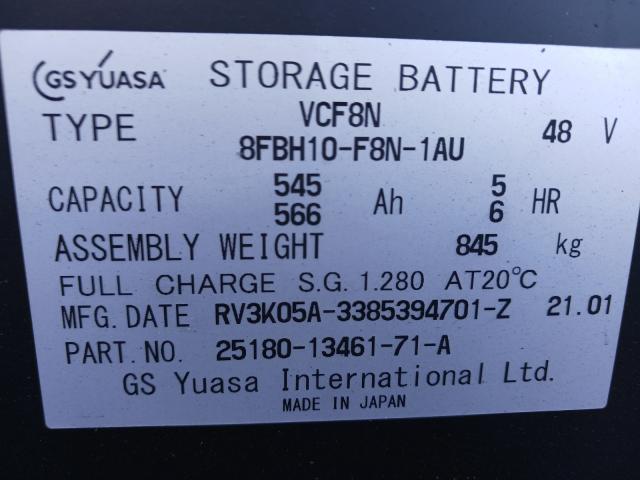 GS YUASA STORAGE BATTERY
VCF8N
TYPE 48 V
8FBH10-F8N-1AU
545 5
CAPACITY Ah HR
566 6
ASSEMBLY WEIGHT 845 kg
FULL CHARGE S.G. 1.280 AT20℃
MFG. DATE RV3K05A-3385394701-Z 21.01
PART. NO. 25180-13461-71-A
GS Yuasa International Ltd.
MADE IN JAPAN